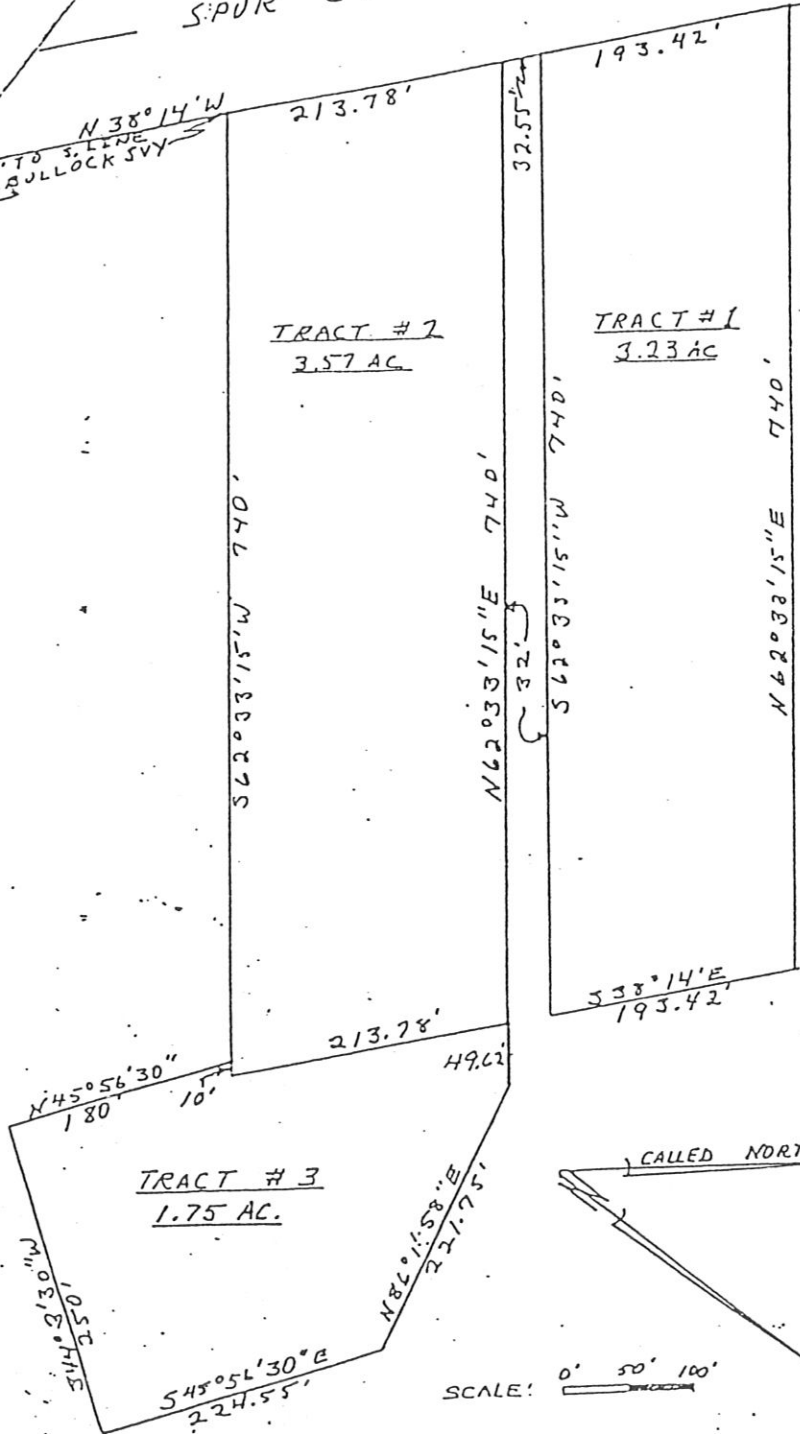 SPUR
193.42'
213.78'
32.55'
N 38° 14' W
TO S. LINE
BULLOCK SVY
TRACT # 2
3.57 AC
TRACT # 1
3.23 AC
S 62° 33' 15" W 740'
N 62° 33' 15" E 740'
32'
S 62° 33' 15" W 740'
N 62° 33' 15" E 740'
S 38° 14' E
193.42'
213.78'
49.62'
N 45° 56' 30"
180'
10'
TRACT # 3
1.75 AC.
250'
N 86° 11' 58" E
221.75'
S 45° 56' 30" E
224.55'
CALLED NORT
SCALE: 0' 50' 100'